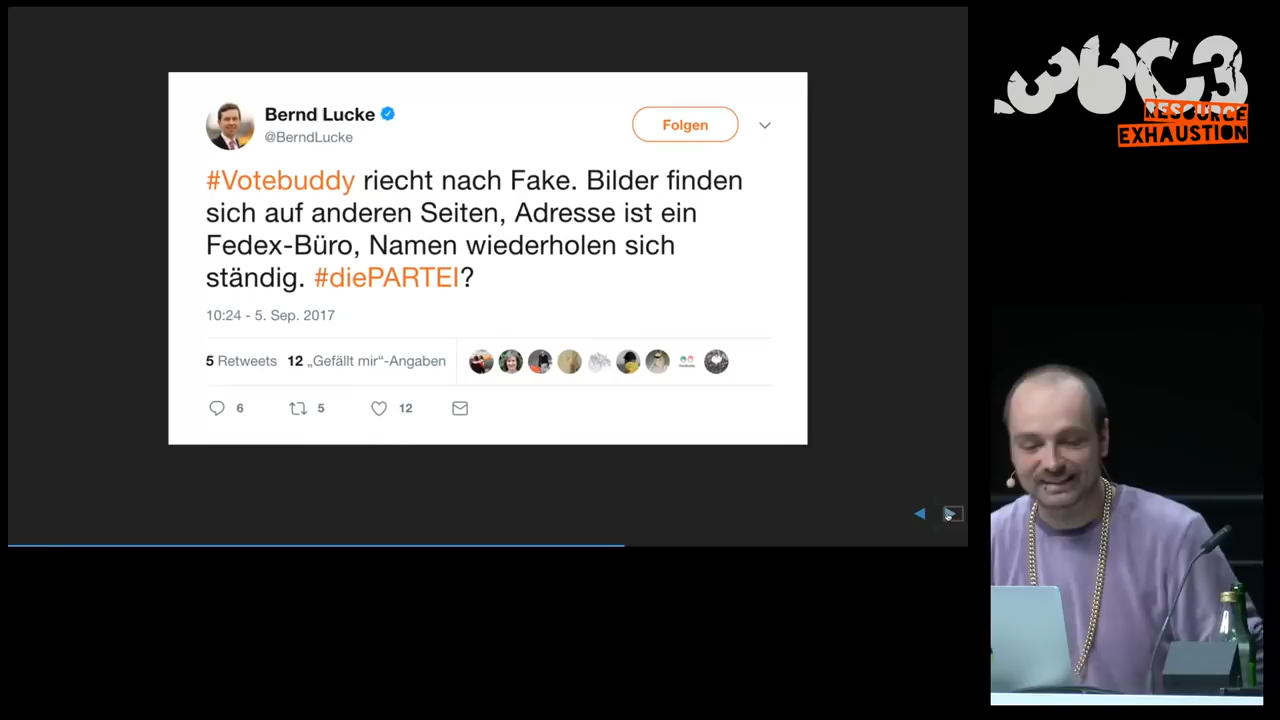 Bernd Lucke
@BerndLucke
Folgen
#Votebuddy riecht nach Fake. Bilder finden
sich auf anderen Seiten, Adresse ist ein
Fedex-Büro, Namen wiederholen sich
ständig. #diePARTEI?
10:24 - 5. Sep. 2017
5 Retweets 12 „Gefällt mir“-Angaben
6 5 12
36C3
RESOURCE
EXHAUSTION